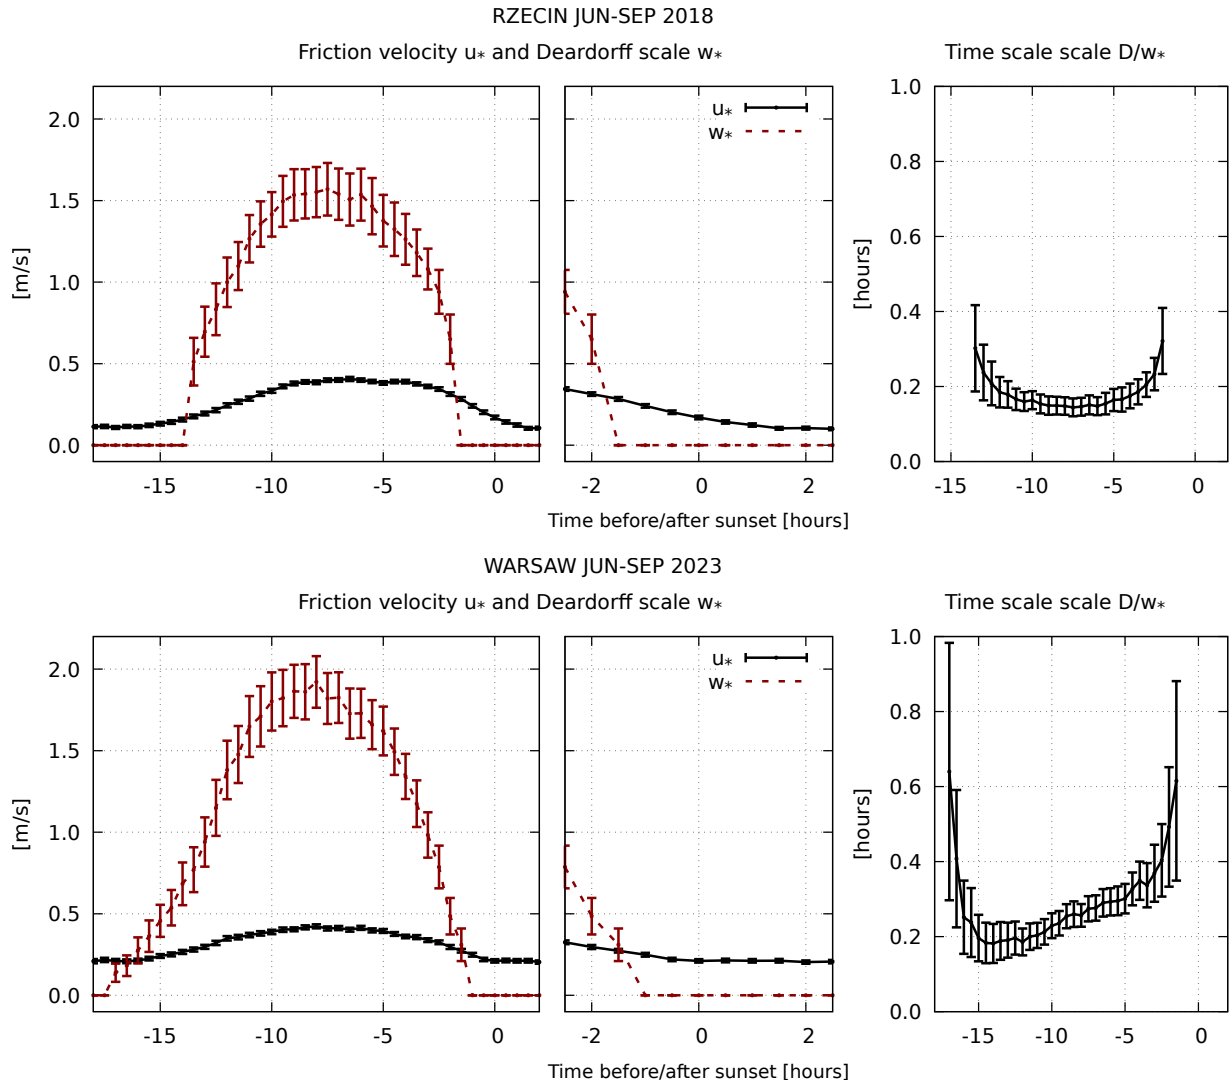 RZECIN JUN-SEP 2018
Friction velocity u* and Deardorff scale w*
Time scale scale D/w*
[m/s]
2.0
1.5
1.0
0.5
0.0
-15
-10
-5
0
u*
w*
-2
0
2
Time before/after sunset [hours]
[hours]
1.0
0.8
0.6
0.4
0.2
0.0
-15
-10
-5
0
WARSAW JUN-SEP 2023
Friction velocity u* and Deardorff scale w*
Time scale scale D/w*
[m/s]
2.0
1.5
1.0
0.5
0.0
-15
-10
-5
0
u*
w*
-2
0
2
Time before/after sunset [hours]
[hours]
1.0
0.8
0.6
0.4
0.2
0.0
-15
-10
-5
0